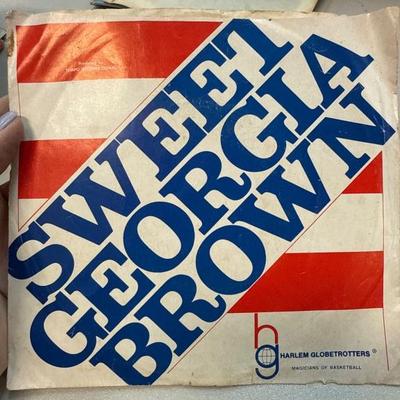 SWEET
GEORGIA
BROWN
hg
HARLEM GLOBETROTTERS®
MAGICIANS OF BASKETBALL